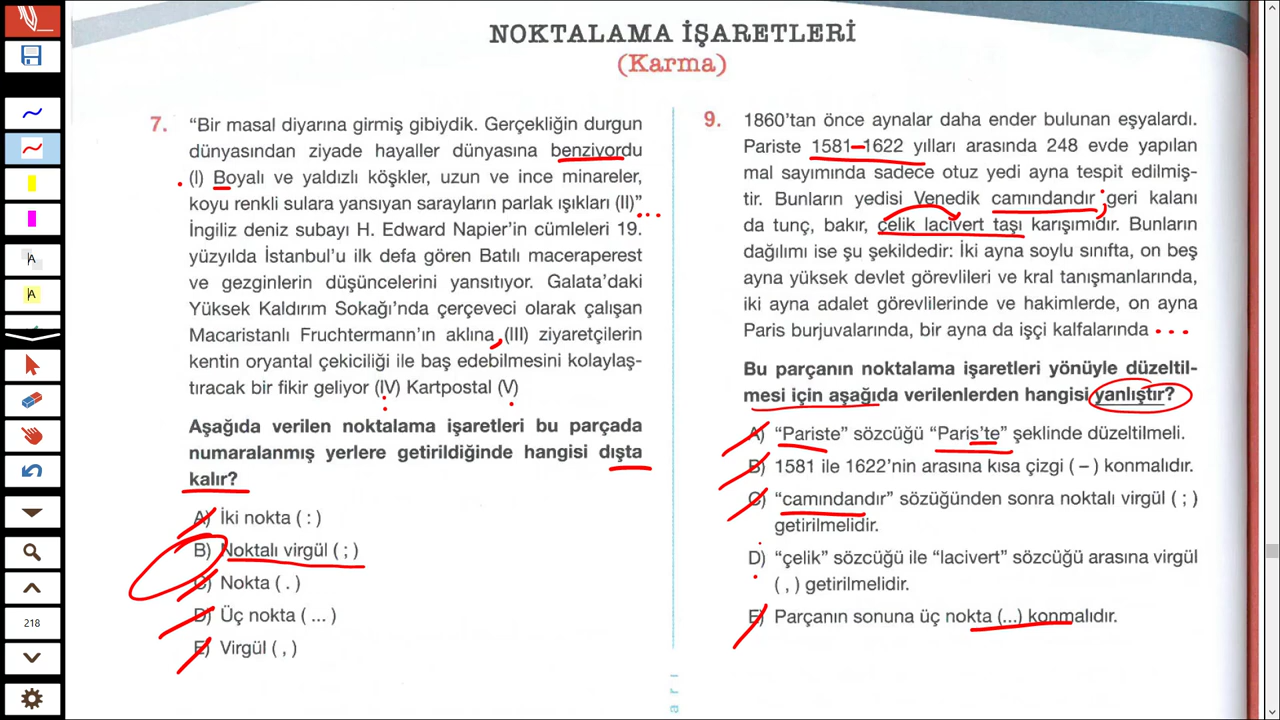 NOKTALAMA İŞARETLERİ
(Karma)
7. “Bir masal diyarına girmiş gibiydik. Gerçekliğin durgun
dünyasından ziyade hayaller dünyasına benziyordu
(I) Boyalı ve yaldızlı köşkler, uzun ve ince minareler,
koyu renkli sulara yansıyan sarayların parlak ışıkları (II)”
İngiliz deniz subayı H. Edward Napier’in cümleleri 19.
yüzyılda İstanbul’u ilk defa gören Batılı maceraperest
ve gezginlerin düşüncelerini yansıtıyor. Galata’daki
Yüksek Kaldırım Sokağı’nda çerçeveci olarak çalışan
Macaristanlı Fruchtermann’ın aklına (III) ziyaretçilerin
kentin oryantal çekiciliği ile baş edebilmesini kolaylaş-
tıracak bir fikir geliyor (IV) Kartpostal (V)
Aşağıda verilen noktalama işaretleri bu parçada
numaralanmış yerlere getirildiğinde hangisi dışta
kalır?
A) İki nokta ( : )
B) Noktalı virgül ( ; )
C) Nokta ( . )
D) Üç nokta ( ... )
E) Virgül ( , )
9. 1860’tan önce aynalar daha ender bulunan eşyalardı.
Pariste 1581-1622 yılları arasında 248 evde yapılan
mal sayımında sadece otuz yedi ayna tespit edilmiş-
tir. Bunların yedisi Venedik camındandır ; geri kalanı
da tunç, bakır, çelik lacivert taşı karışımıdır. Bunların
dağılımı ise şu şekildedir: İki ayna soylu sınıfta, on beş
ayna yüksek devlet görevlileri ve kral tanışmanlarında,
iki ayna adalet görevlilerinde ve hakimlerde, on ayna
Paris burjuvalarında, bir ayna da işçi kalfalarında ...
Bu parçanın noktalama işaretleri yönüyle düzeltil-
mesi için aşağıda verilenlerden hangisi yanlıştır?
A) “Pariste” sözcüğü “Paris’te” şeklinde düzeltilmeli.
B) 1581 ile 1622’nin arasına kısa çizgi ( – ) konmalıdır.
C) “camındandır” sözüğünden sonra noktalı virgül ( ; )
getirilmelidir.
D) “çelik” sözcüğü ile “lacivert” sözcüğü arasına virgül
( , ) getirilmelidir.
E) Parçanın sonuna üç nokta (...) konmalıdır.
A
A
218